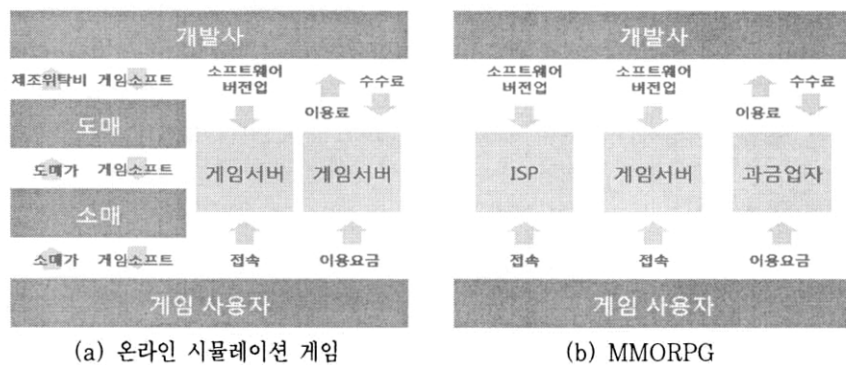 개발사
제조위탁비 게임소프트
소프트웨어
버전업
이용료
수수료
도매
도매가 게임소프트
게임서버
게임서버
소매
소매가 게임소프트
접속
이용요금
게임 사용자
(a) 온라인 시뮬레이션 게임
개발사
소프트웨어
버전업
소프트웨어
버전업
이용료
수수료
ISP
게임서버
과금업자
접속
접속
이용요금
게임 사용자
(b) MMORPG